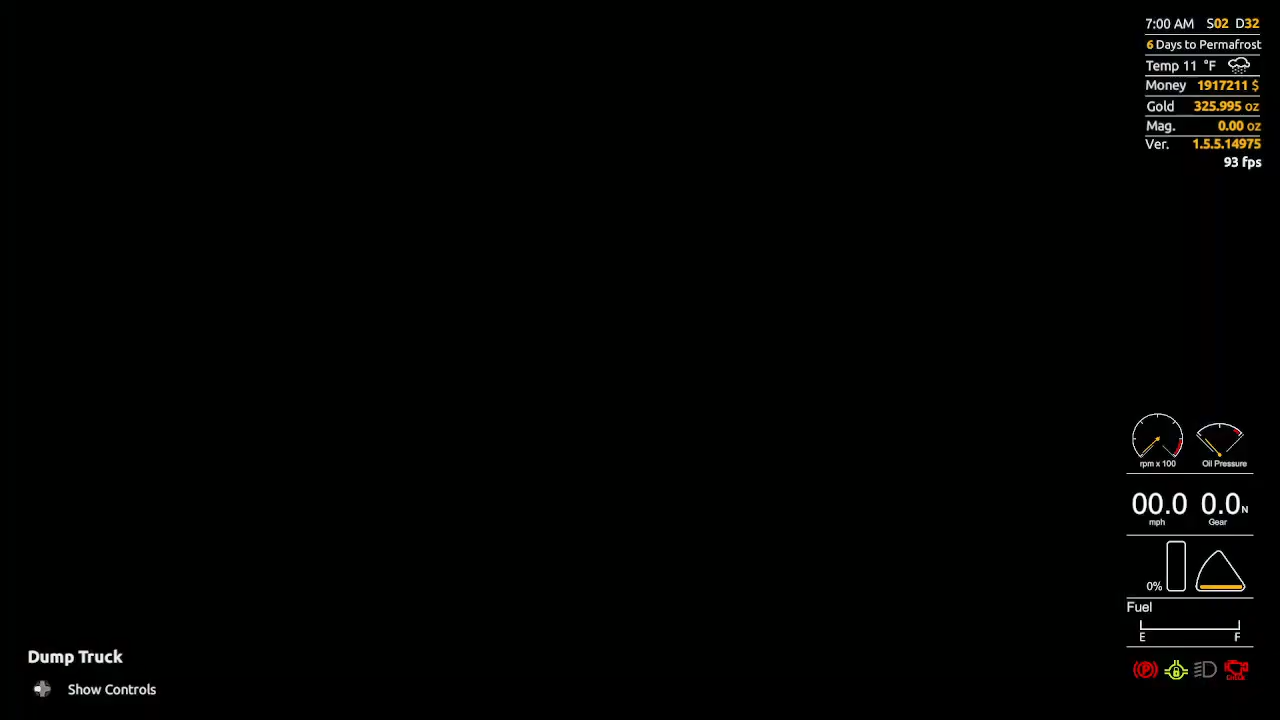 7:00 AM S02 D32
6 Days to Permafrost
Temp 11 °F
Money 1917211 $
Gold 325.995 oz
Mag. 0.00 oz
Ver. 1.5.5.14975
93 fps
rpm x 100 Oil Pressure
00.0 0.0 N
mph Gear
0%
Fuel
E F
Dump Truck
Show Controls